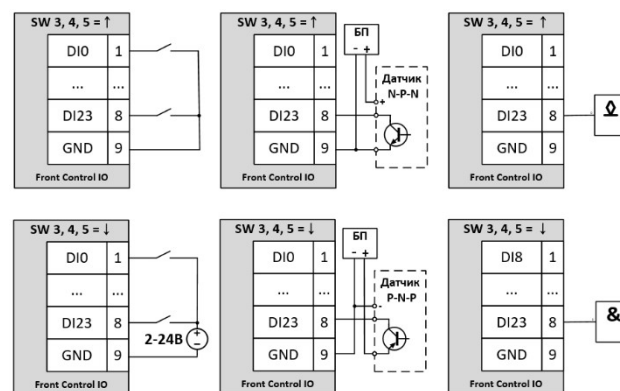 SW 3, 4, 5 = ↑
DI0 1
... ...
DI23 8
GND 9
Front Control IO
SW 3, 4, 5 = ↑
DI0 1
... ...
DI23 8
GND 9
Front Control IO
БП
- +
Датчик
N-P-N
+
SW 3, 4, 5 = ↑
DI0 1
... ...
DI23 8
GND 9
Front Control IO
SW 3, 4, 5 = ↓
DI0 1
... ...
DI23 8
GND 9
Front Control IO
2-24В
+
−
SW 3, 4, 5 = ↓
DI0 1
... ...
DI23 8
GND 9
Front Control IO
БП
- +
Датчик
P-N-P
-
SW 3, 4, 5 = ↓
DI8 1
... ...
DI23 8
GND 9
Front Control IO
&